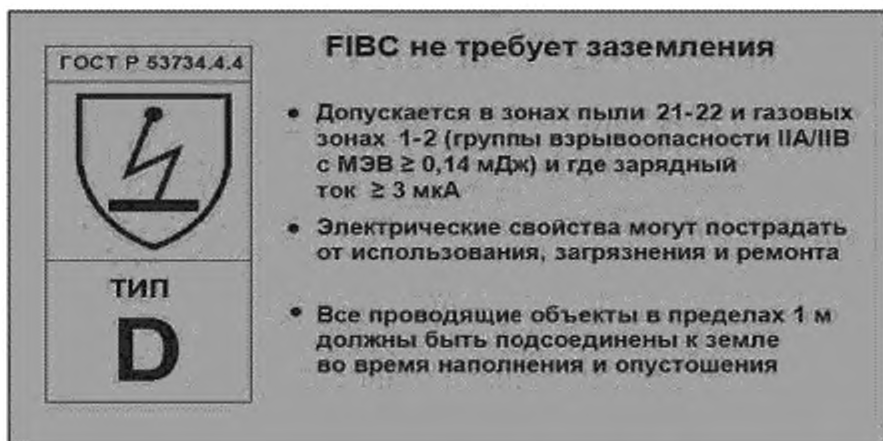 ГОСТ Р 53734.4.4
ТИП
D
FIBC не требует заземления
• Допускается в зонах пыли 21-22 и газовых
зонах 1-2 (группы взрывоопасности IIA/IIB
с МЭВ ≥ 0,14 мДж) и где зарядный
ток ≥ 3 мкА
• Электрические свойства могут пострадать
от использования, загрязнения и ремонта
• Все проводящие объекты в пределах 1 м
должны быть подсоединены к земле
во время наполнения и опустошения